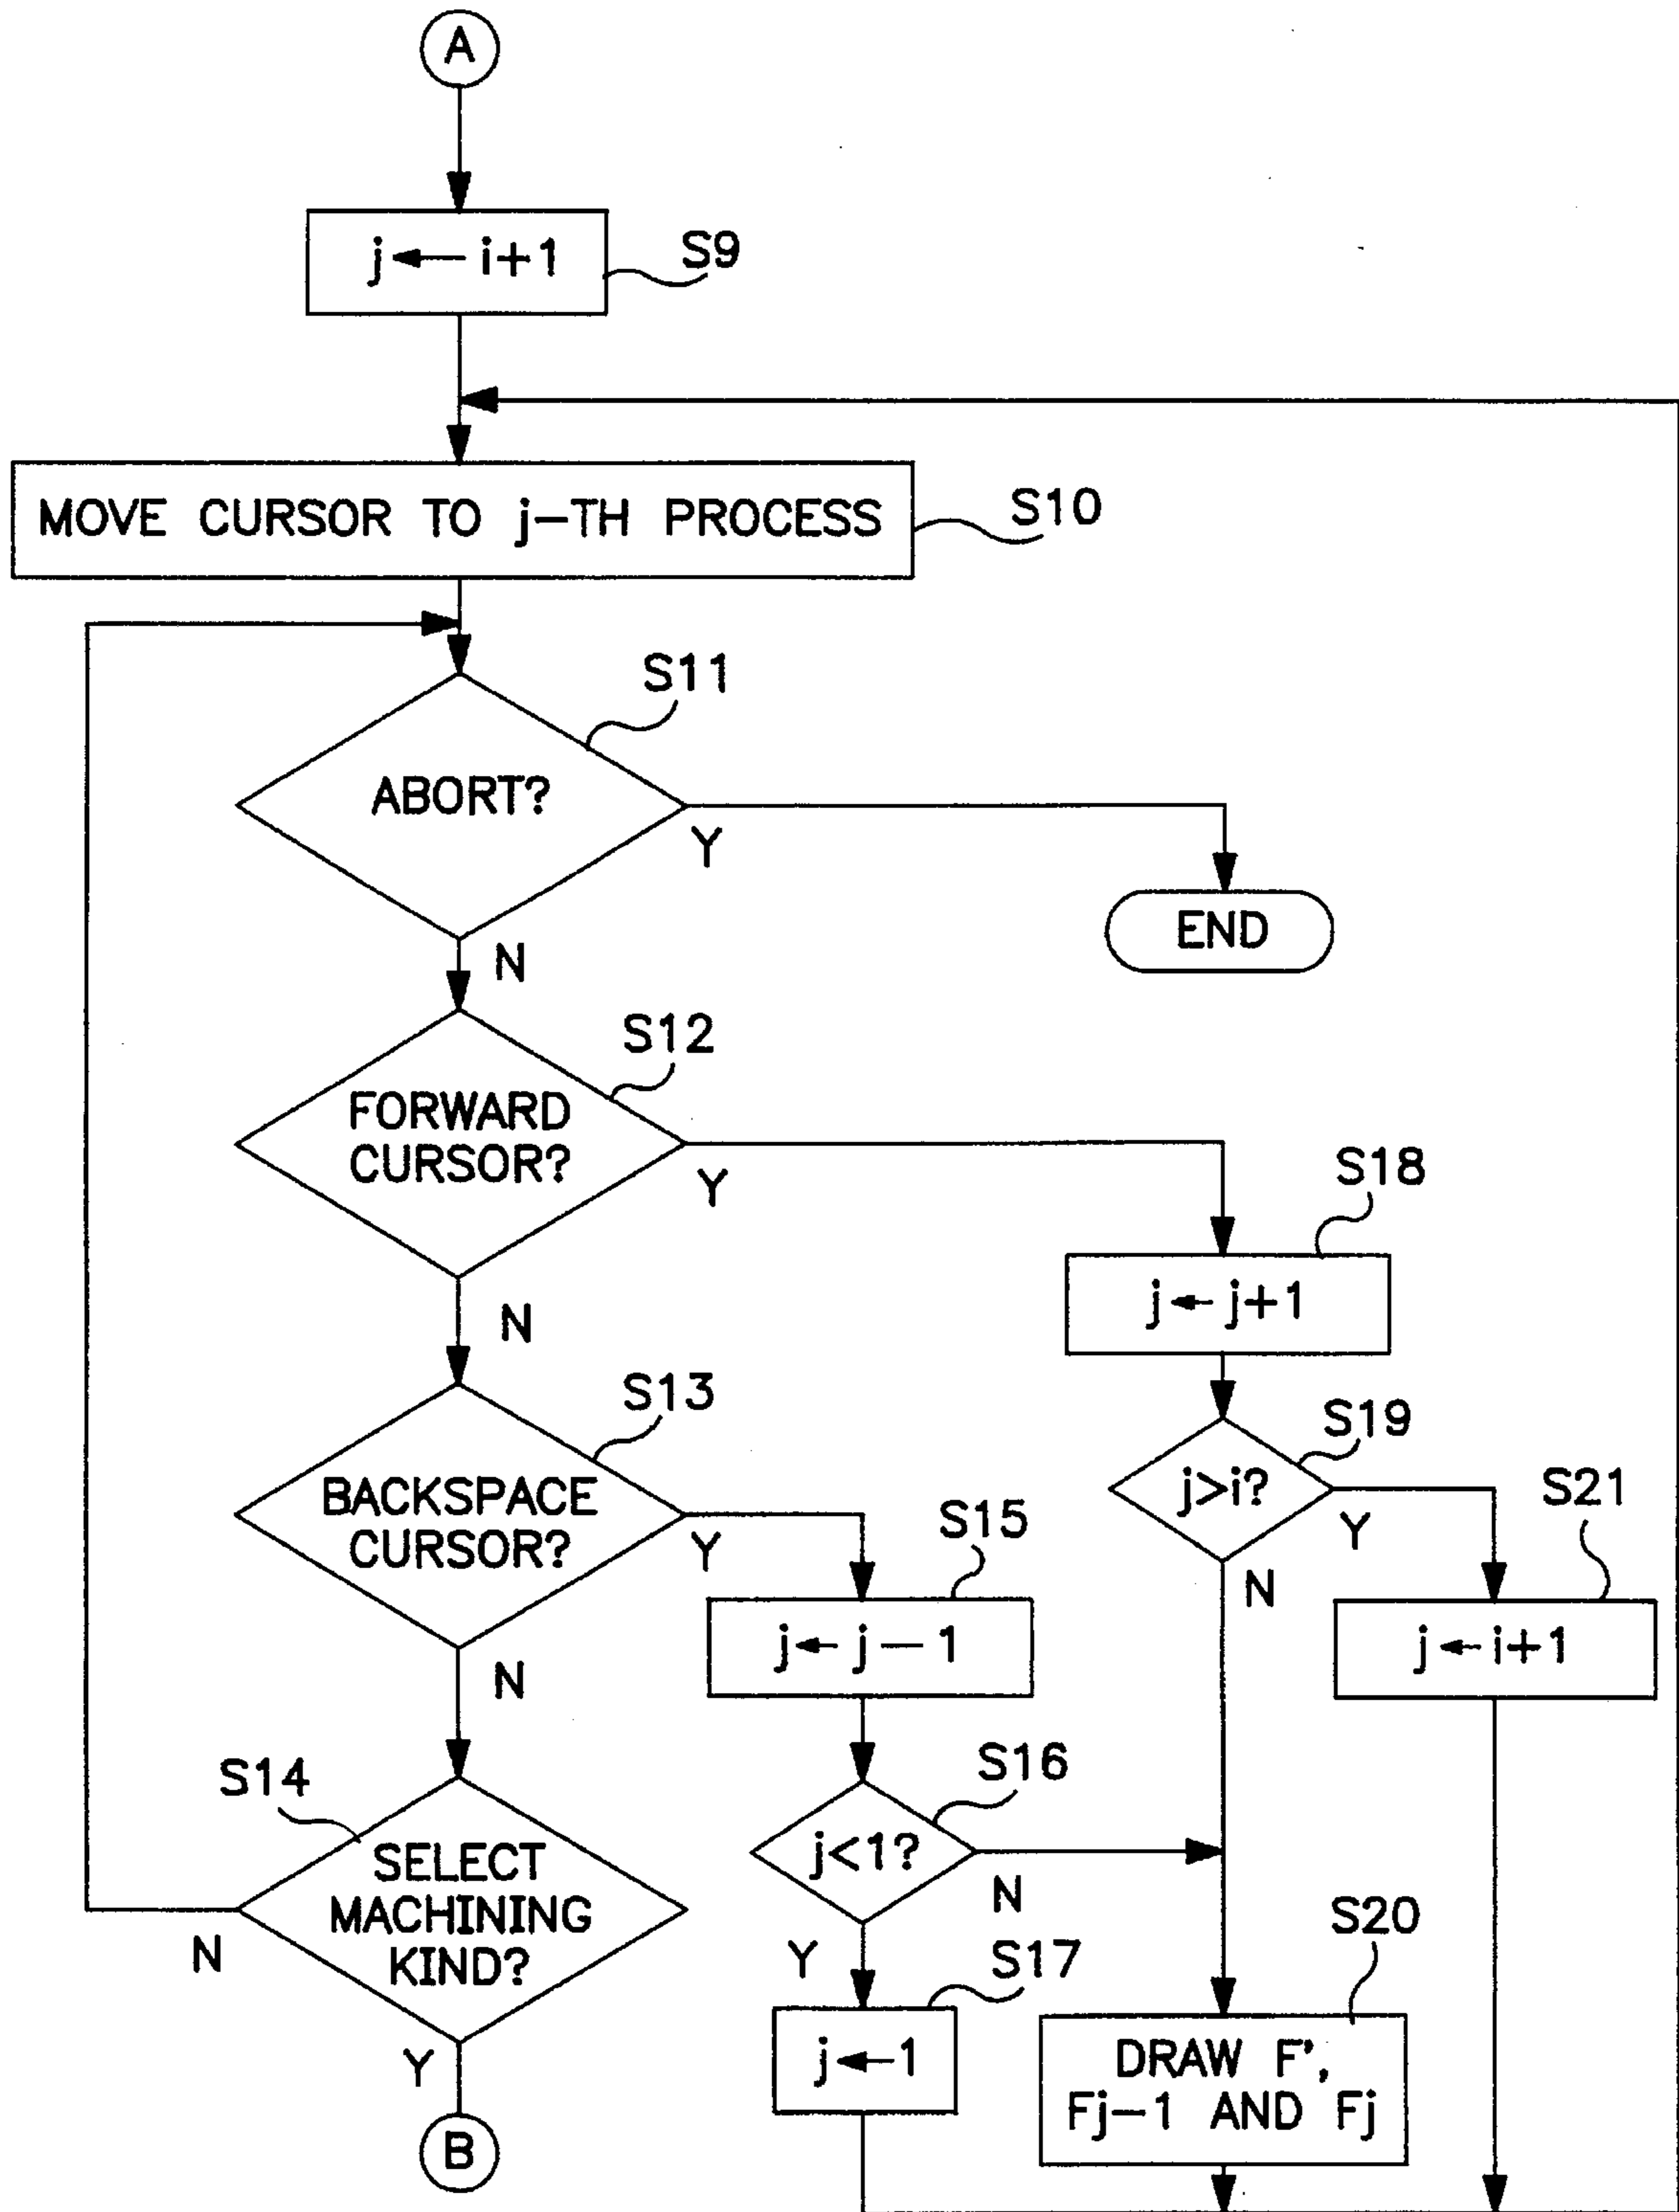 A
j ← i+1
S9
MOVE CURSOR TO j-TH PROCESS
S10
S11
ABORT?
Y
END
N
S12
FORWARD
CURSOR?
Y
S18
j ← j+1
N
S13
S19
j>i?
Y
S21
BACKSPACE
CURSOR?
Y
S15
N
j ← j-1
j ← i+1
N
S14
S16
j<1?
N
SELECT
MACHINING
KIND?
N
Y
S17
S20
j ← 1
DRAW F',
Fj-1 AND Fj
Y
B